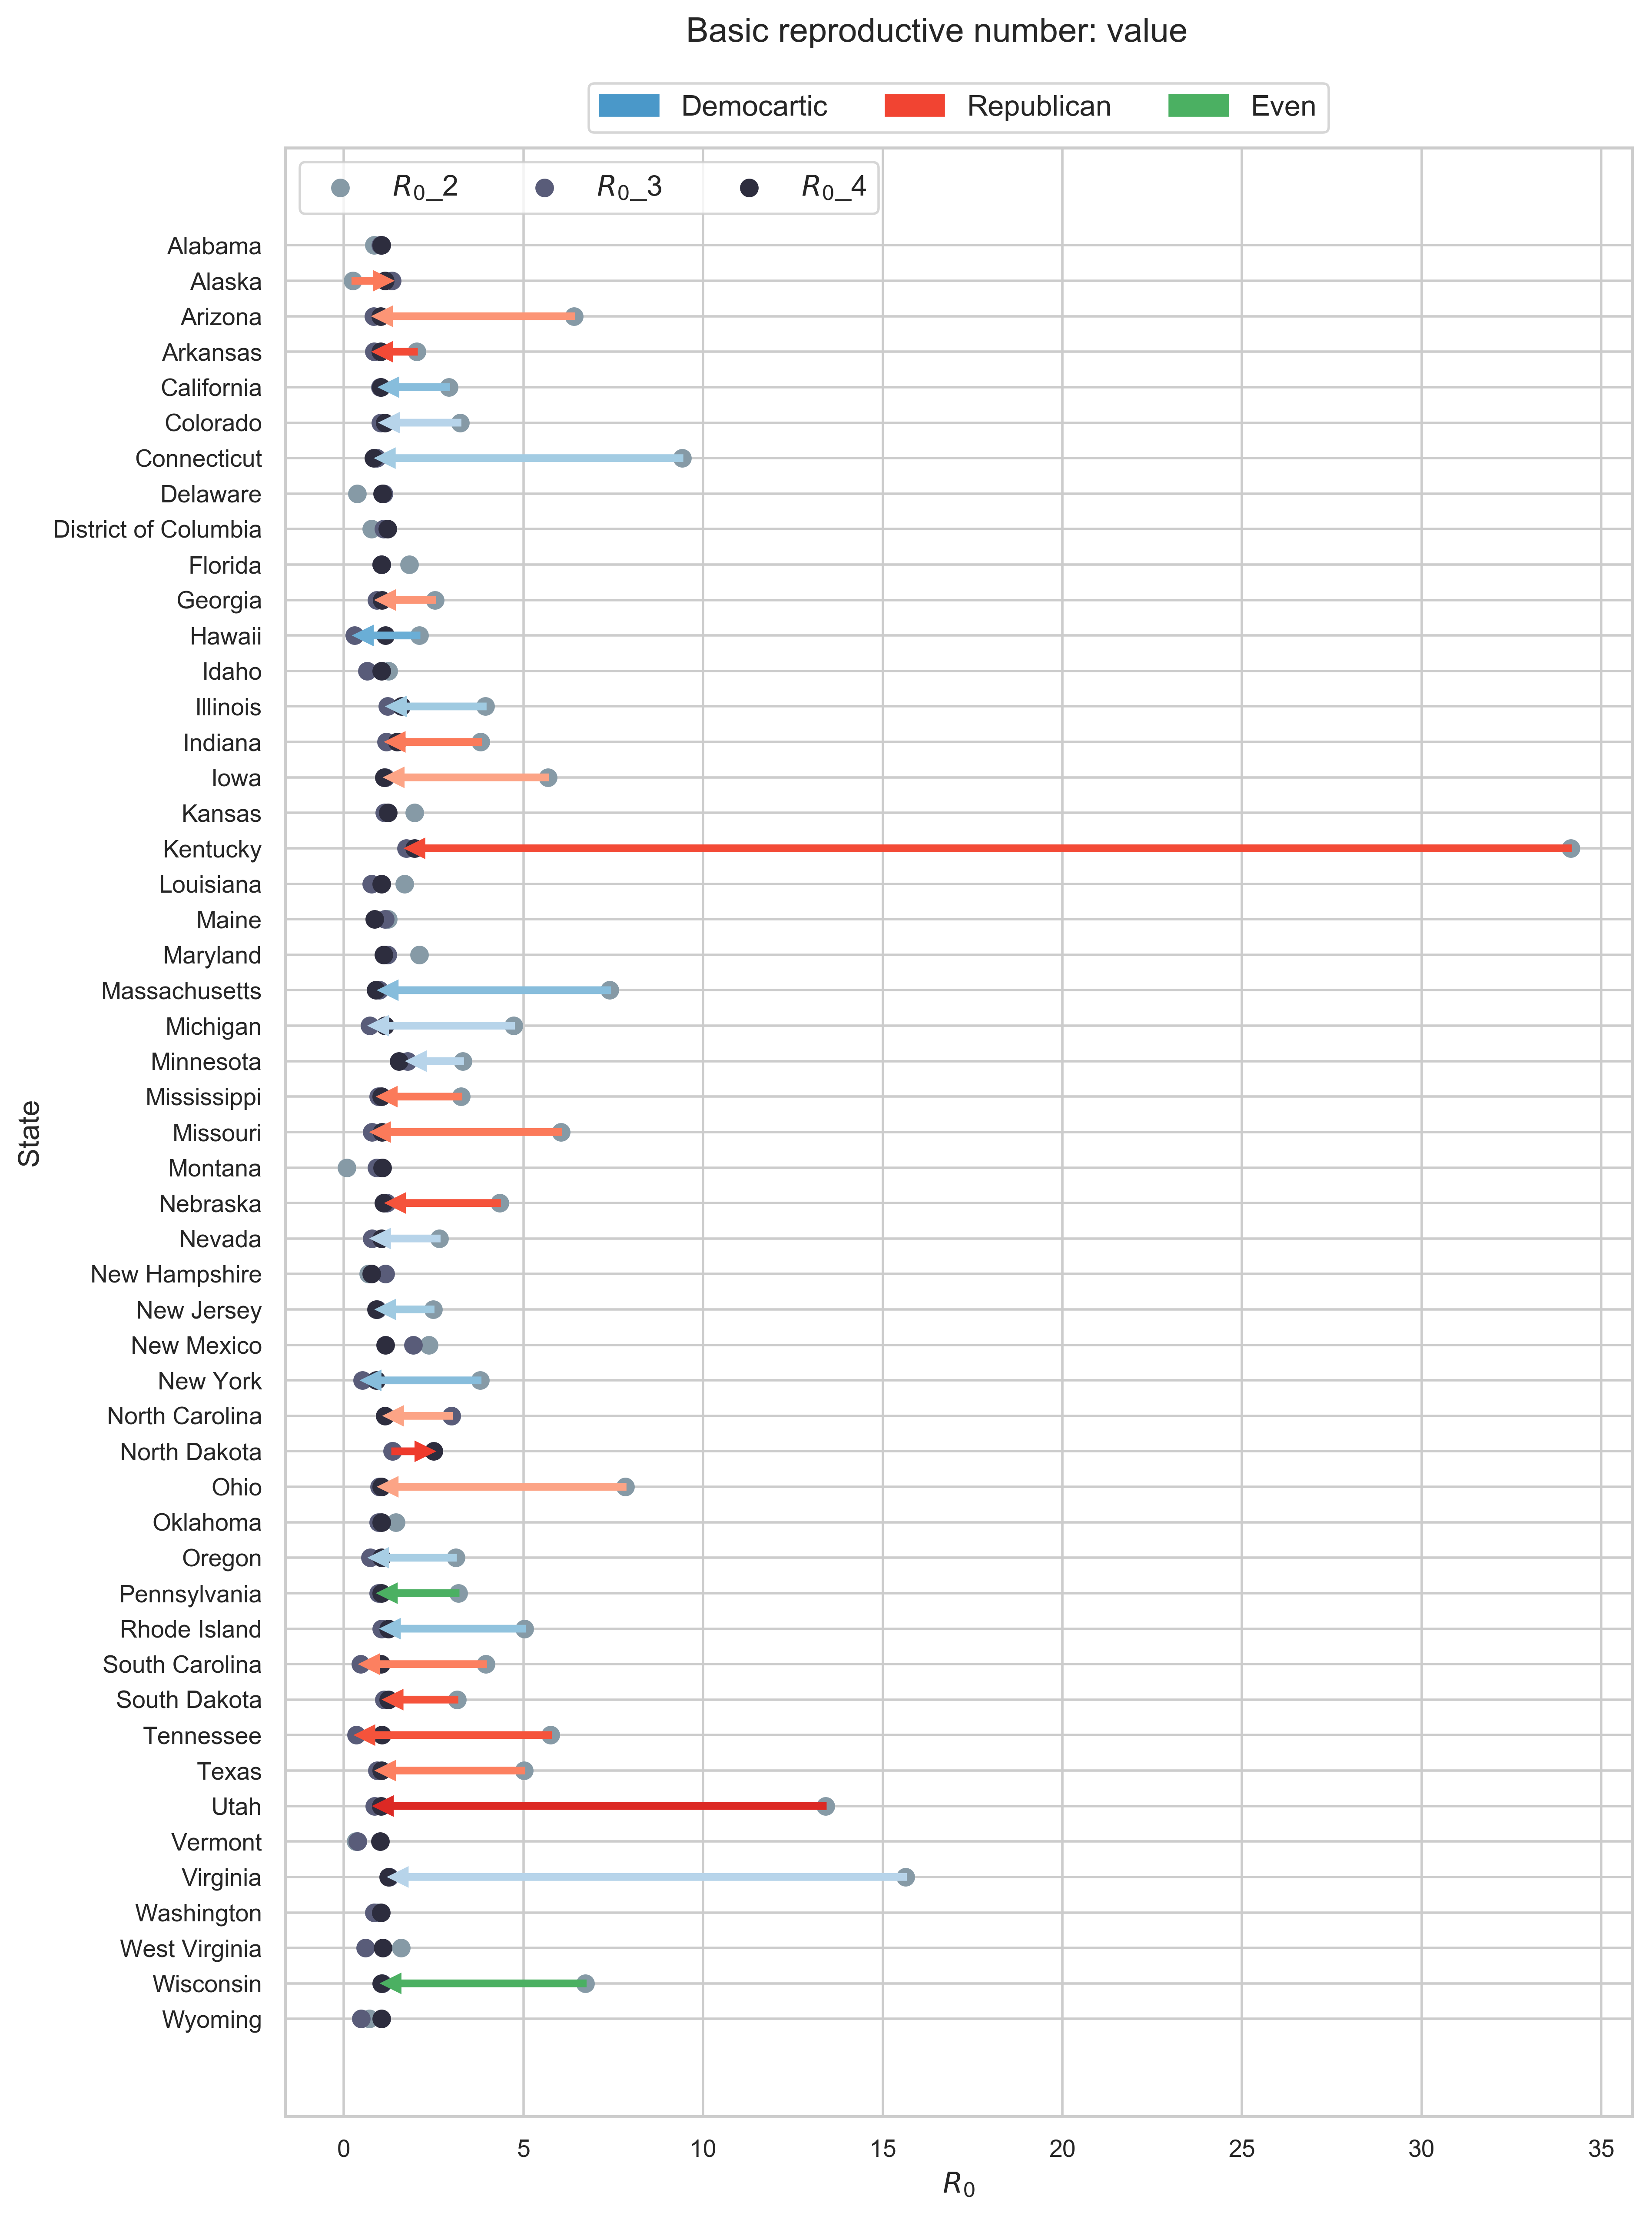 Basic reproductive number: value
Democartic Republican Even
R0_2 R0_3 R0_4
Alabama
Alaska
Arizona
Arkansas
California
Colorado
Connecticut
Delaware
District of Columbia
Florida
Georgia
Hawaii
Idaho
Illinois
Indiana
Iowa
Kansas
Kentucky
Louisiana
Maine
Maryland
Massachusetts
Michigan
Minnesota
Mississippi
Missouri
Montana
Nebraska
Nevada
New Hampshire
New Jersey
New Mexico
New York
North Carolina
North Dakota
Ohio
Oklahoma
Oregon
Pennsylvania
Rhode Island
South Carolina
South Dakota
Tennessee
Texas
Utah
Vermont
Virginia
Washington
West Virginia
Wisconsin
Wyoming
State
0 5 10 15 20 25 30 35
R0